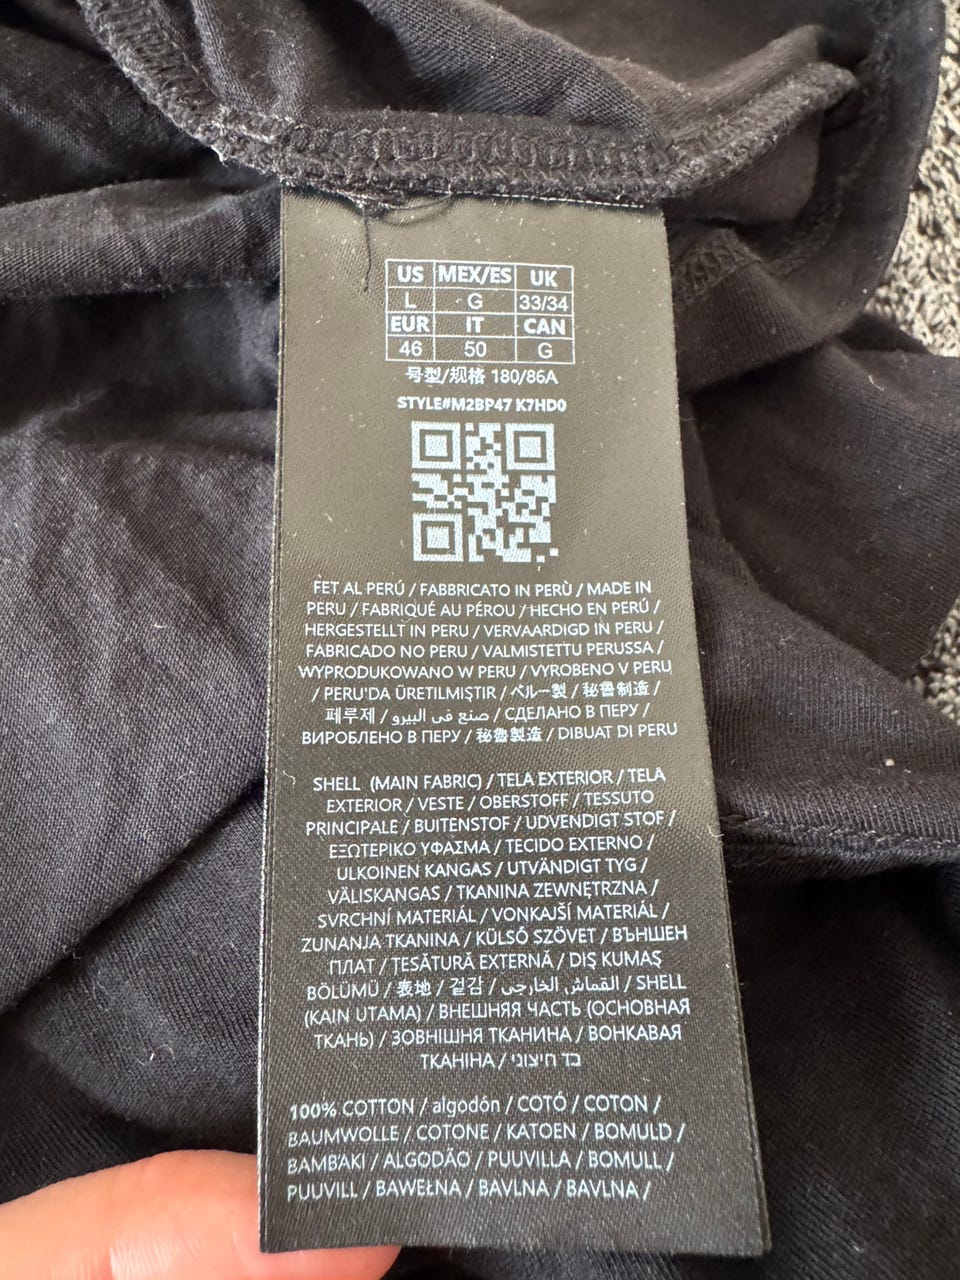 US MEX/ES UK
L G 33/34
EUR IT CAN
46 50 G
号型/规格 180/86A
STYLE#M2BP47 K7HD0
FET AL PERÚ / FABBRICATO IN PERÙ / MADE IN
PERU / FABRIQUÉ AU PÉROU / HECHO EN PERÚ /
HERGESTELLT IN PERU / VERVAARDIGD IN PERU /
FABRICADO NO PERU / VALMISTETTU PERUSSA /
WYPRODUKOWANO W PERU / VYROBENO V PERU
/ PERU'DA ÜRETILMIŞTIR / ペルー製 / 秘魯制造 /
페루제 / صنع في البيرو / СДЕЛАНО В ПЕРУ /
ВИРОБЛЕНО В ПЕРУ / 秘魯製造 / DIBUAT DI PERU
SHELL (MAIN FABRIC) / TELA EXTERIOR / TELA
EXTERIOR / VESTE / OBERSTOFF / TESSUTO
PRINCIPALE / BUITENSTOF / UDVENDIGT STOF /
ΕΞΩΤΕΡΙΚΟ ΥΦΑΣΜΑ / TECIDO EXTERNO /
ULKOINEN KANGAS / UTVÄNDIGT TYG /
VÄLISKANGAS / TKANINA ZEWNĘTRZNA /
SVRCHNÍ MATERIÁL / VONKAJŠÍ MATERIÁL /
ZUNANJA TKANINA / KÜLSŐ SZÖVET / ВЪНШЕН
ПЛАТ / ȚESĂTURĂ EXTERNĂ / DIŞ KUMAŞ
BÖLÜMÜ / 表地 / 겉감 / القماش الخارجي / SHELL
(KAIN UTAMA) / ВНЕШНЯЯ ЧАСТЬ (ОСНОВНАЯ
ТКАНЬ) / ЗОВНІШНЯ ТКАНИНА / ВОНКАВАЯ
ТКАНІНА / בד חיצוני
100% COTTON / algodón / COTÓ / COTON /
BAUMWOLLE / COTONE / KATOEN / BOMULD /
ΒΑΜΒΆΚΙ / ALGODÃO / PUUVILLA / BOMULL /
PUUVILL / BAWEŁNA / BAVLNA / BAVLNA /